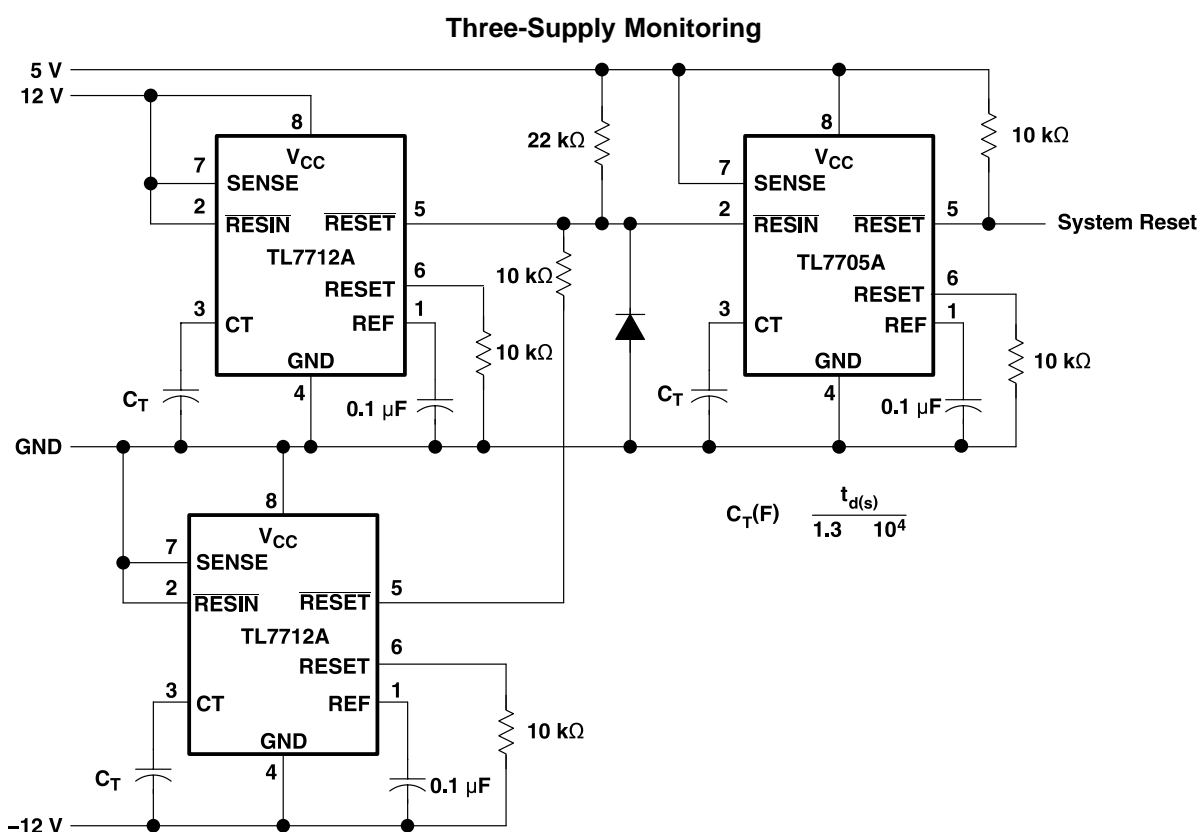 Three-Supply Monitoring
5 V
12 V
8
VCC
7
SENSE
2
RESIN
RESET
5
TL7712A
RESET
6
3
CT
REF
1
GND
4
CT
0.1 µF
10 kΩ
22 kΩ
10 kΩ
8
VCC
7
SENSE
2
RESIN
RESET
5
TL7705A
RESET
6
3
CT
REF
1
GND
4
CT
0.1 µF
10 kΩ
10 kΩ
System Reset
GND
CT(F) td(s)
1.3 10⁴
8
VCC
7
SENSE
2
RESIN
RESET
5
TL7712A
RESET
6
3
CT
REF
1
GND
4
CT
0.1 µF
10 kΩ
–12 V